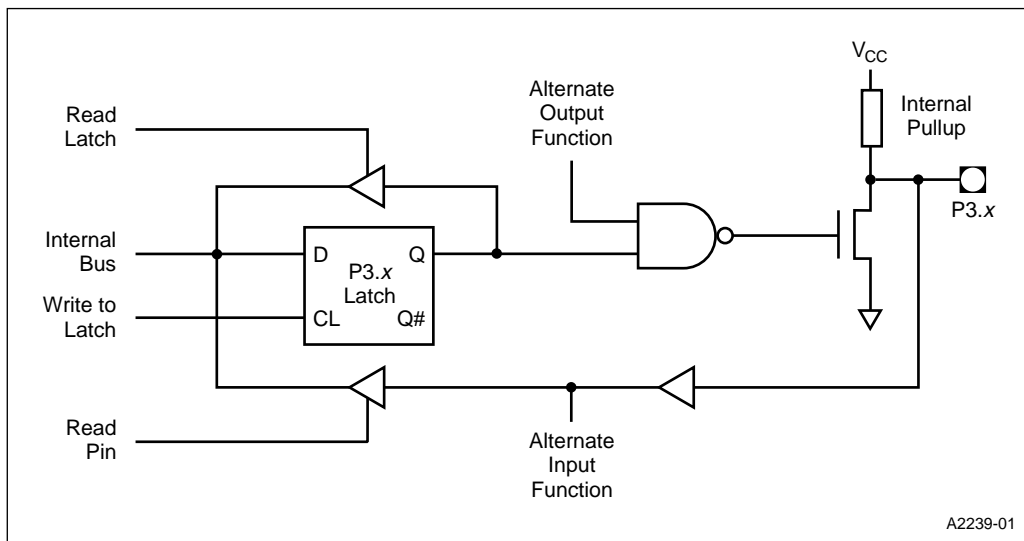 V_CC
Alternate
Output
Function
Internal
Pullup
Read
Latch
P3.x
Internal
Bus
D
Q
P3.x
Latch
Write to
Latch
CL
Q#
Read
Pin
Alternate
Input
Function
A2239-01